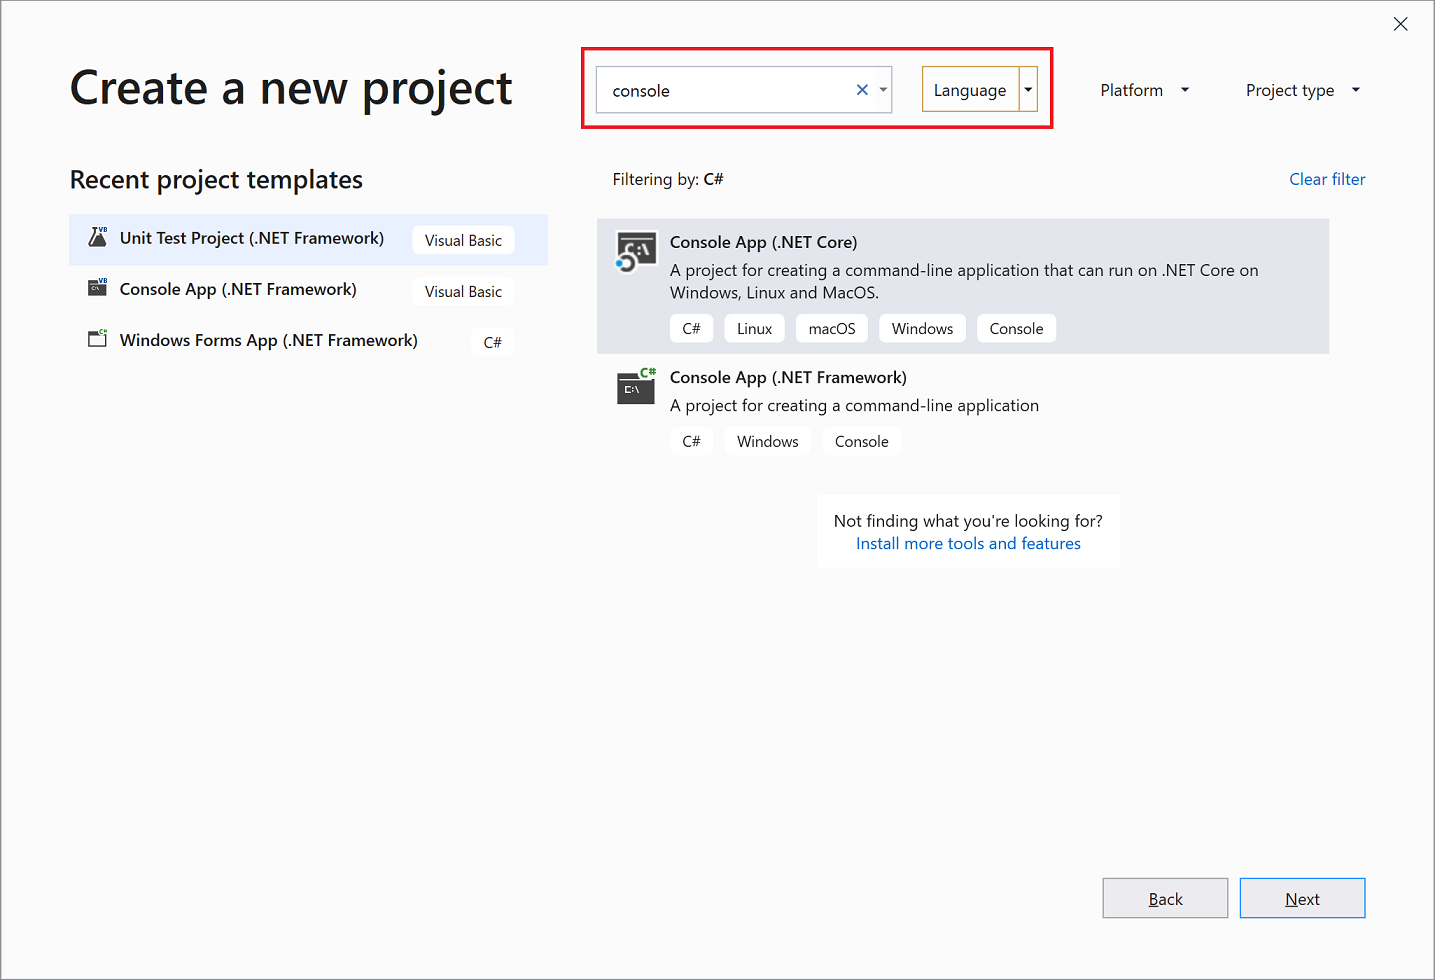 Create a new project
console
Language
Platform
Project type
Recent project templates
Filtering by: C#
Clear filter
VB
Unit Test Project (.NET Framework)
Visual Basic
VB
C:\
Console App (.NET Framework)
Visual Basic
C#
Windows Forms App (.NET Framework)
C#
C:\
Console App (.NET Core)
A project for creating a command-line application that can run on .NET Core on
Windows, Linux and MacOS.
C#
Linux
macOS
Windows
Console
C#
C:\
Console App (.NET Framework)
A project for creating a command-line application
C#
Windows
Console
Not finding what you're looking for?
Install more tools and features
Back
Next